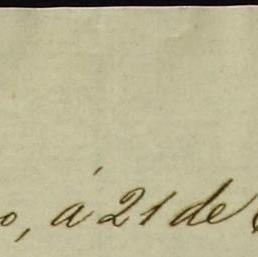 o, á 21 de